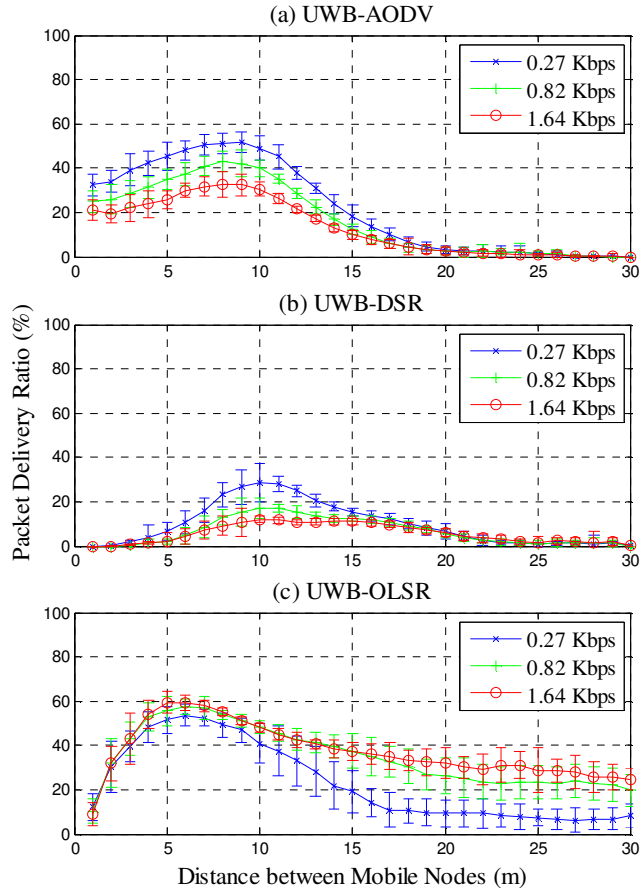 (a) UWB-AODV
100
80
60
40
20
0
0 5 10 15 20 25 30
0.27 Kbps
0.82 Kbps
1.64 Kbps
(b) UWB-DSR
100
80
60
40
20
0
0 5 10 15 20 25 30
0.27 Kbps
0.82 Kbps
1.64 Kbps
Packet Delivery Ratio (%)
(c) UWB-OLSR
100
80
60
40
20
0
0 5 10 15 20 25 30
0.27 Kbps
0.82 Kbps
1.64 Kbps
Distance between Mobile Nodes (m)